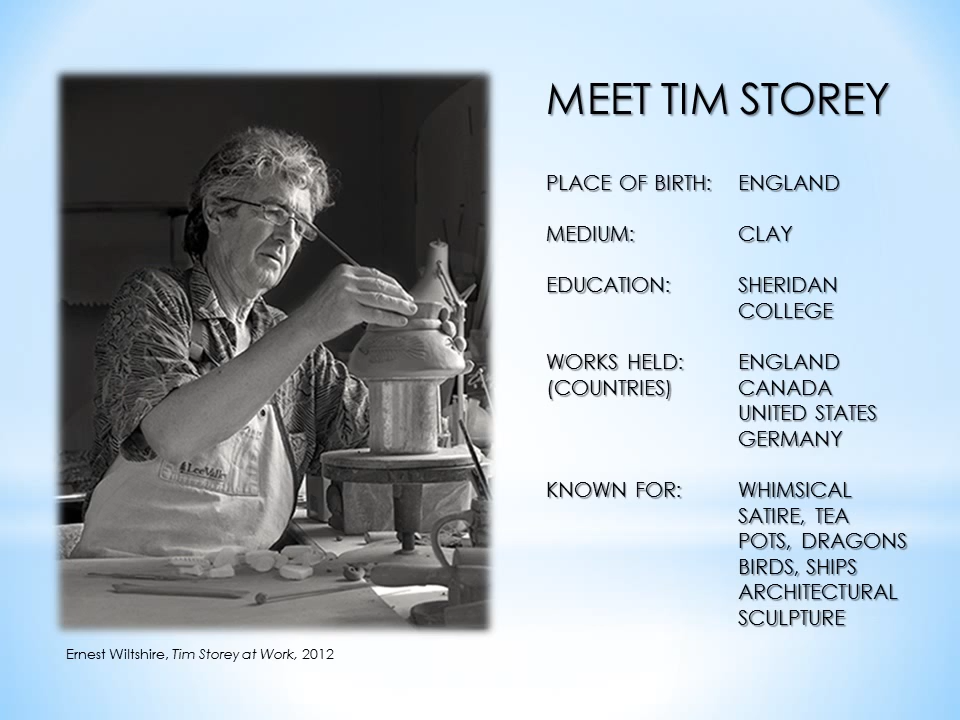 MEET TIM STOREY
PLACE OF BIRTH: ENGLAND
MEDIUM: CLAY
EDUCATION: SHERIDAN
COLLEGE
WORKS HELD: ENGLAND
(COUNTRIES) CANADA
UNITED STATES
GERMANY
KNOWN FOR: WHIMSICAL
SATIRE, TEA
POTS, DRAGONS
BIRDS, SHIPS
ARCHITECTURAL
SCULPTURE
Lee Valley
Ernest Wiltshire, Tim Storey at Work, 2012